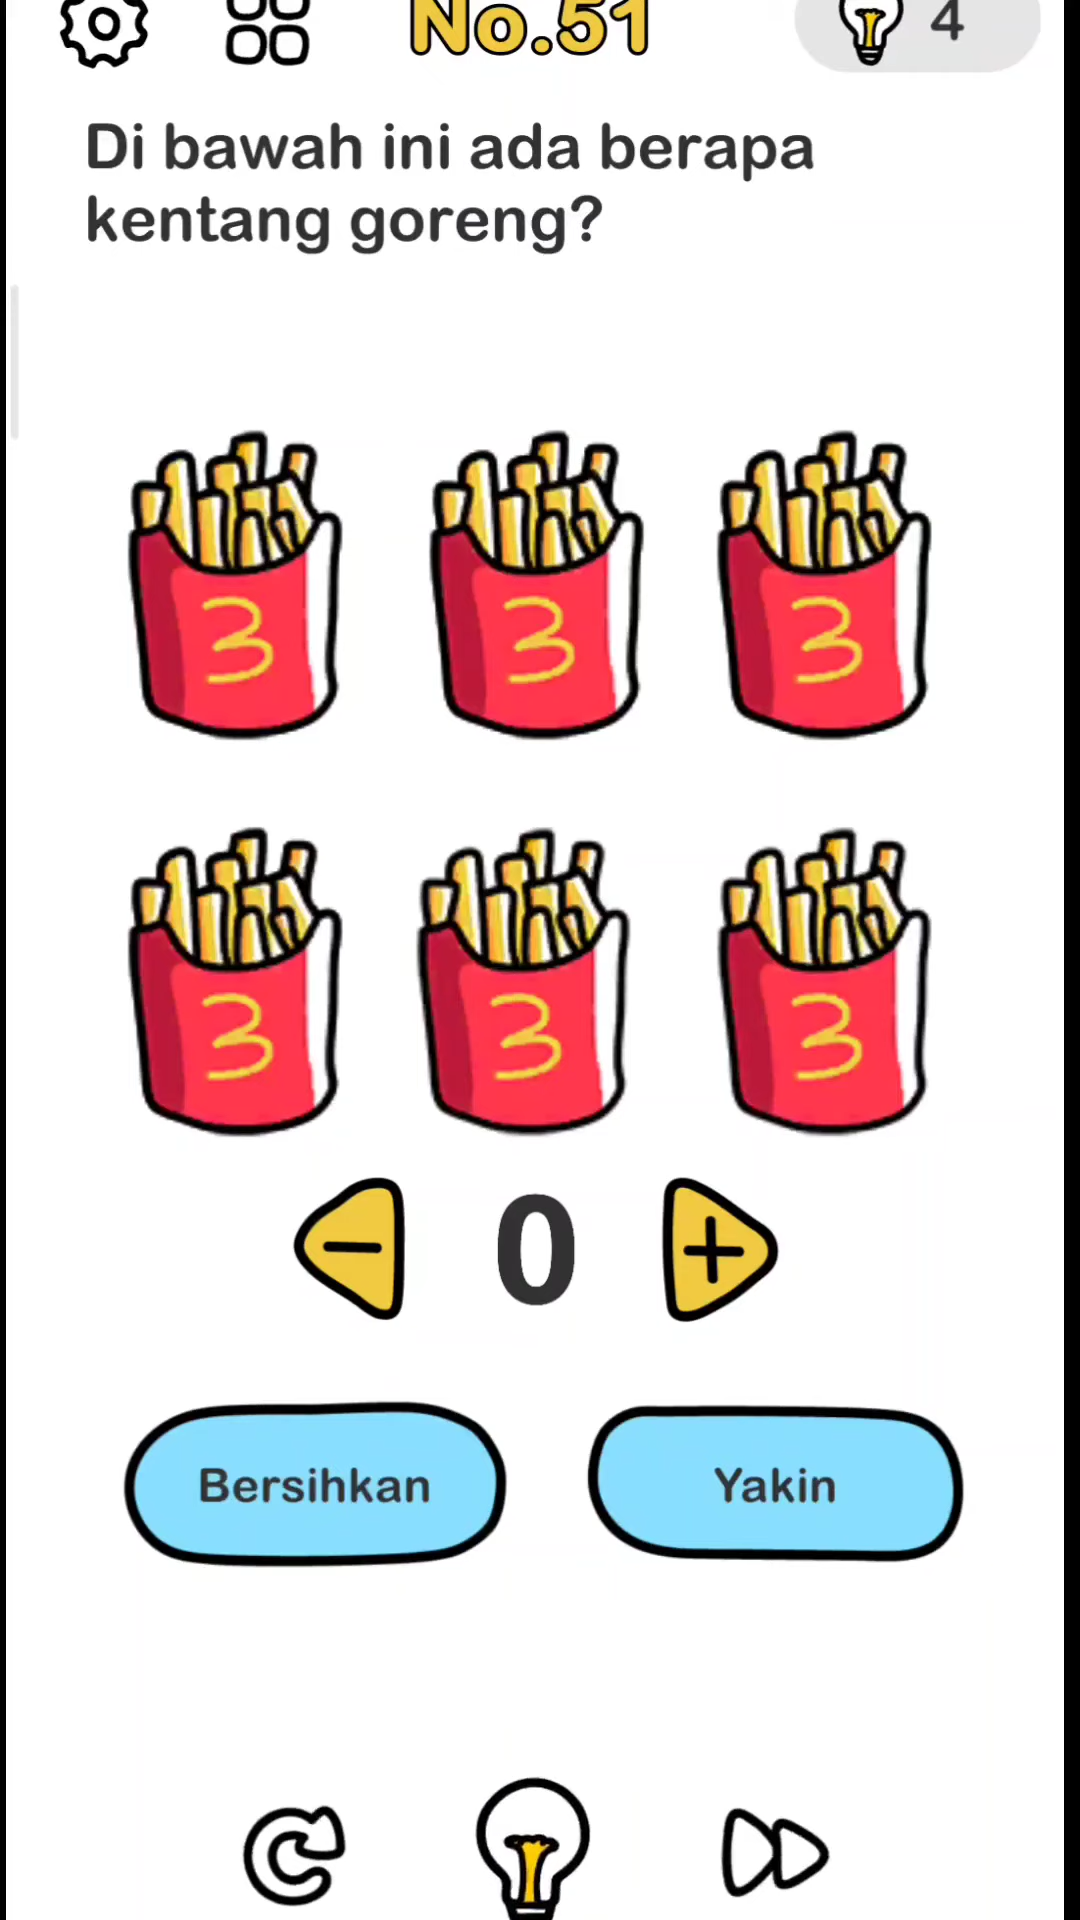 No.51
4
Di bawah ini ada berapa
kentang goreng?
3 3 3
3 3 3
0
Bersihkan Yakin